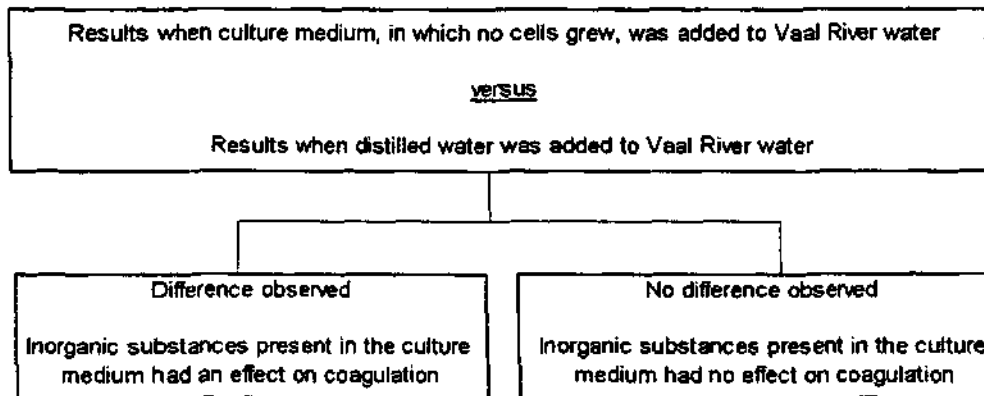 Results when culture medium, in which no cells grew, was added to Vaal River water
versus
Results when distilled water was added to Vaal River water
Difference observed
Inorganic substances present in the culture
medium had an effect on coagulation
No difference observed
Inorganic substances present in the culture
medium had no effect on coagulation